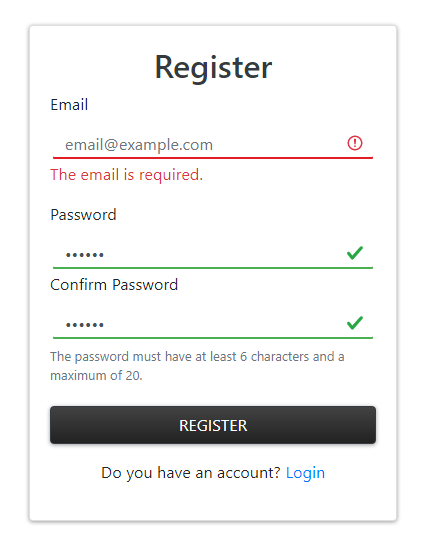 Register
Email
email@example.com
The email is required.
Password
••••••
Confirm Password
••••••
The password must have at least 6 characters and a
maximum of 20.
REGISTER
Do you have an account? Login